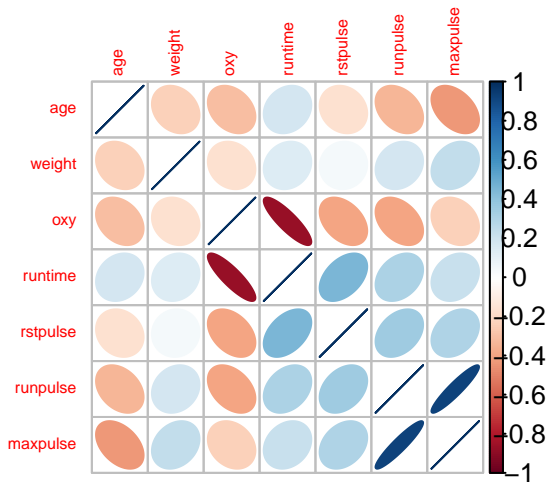 age weight oxy runtime rstpulse runpulse maxpulse
age
weight
oxy
runtime
rstpulse
runpulse
maxpulse
1
0.8
0.6
0.4
0.2
0
−0.2
−0.4
−0.6
−0.8
−1